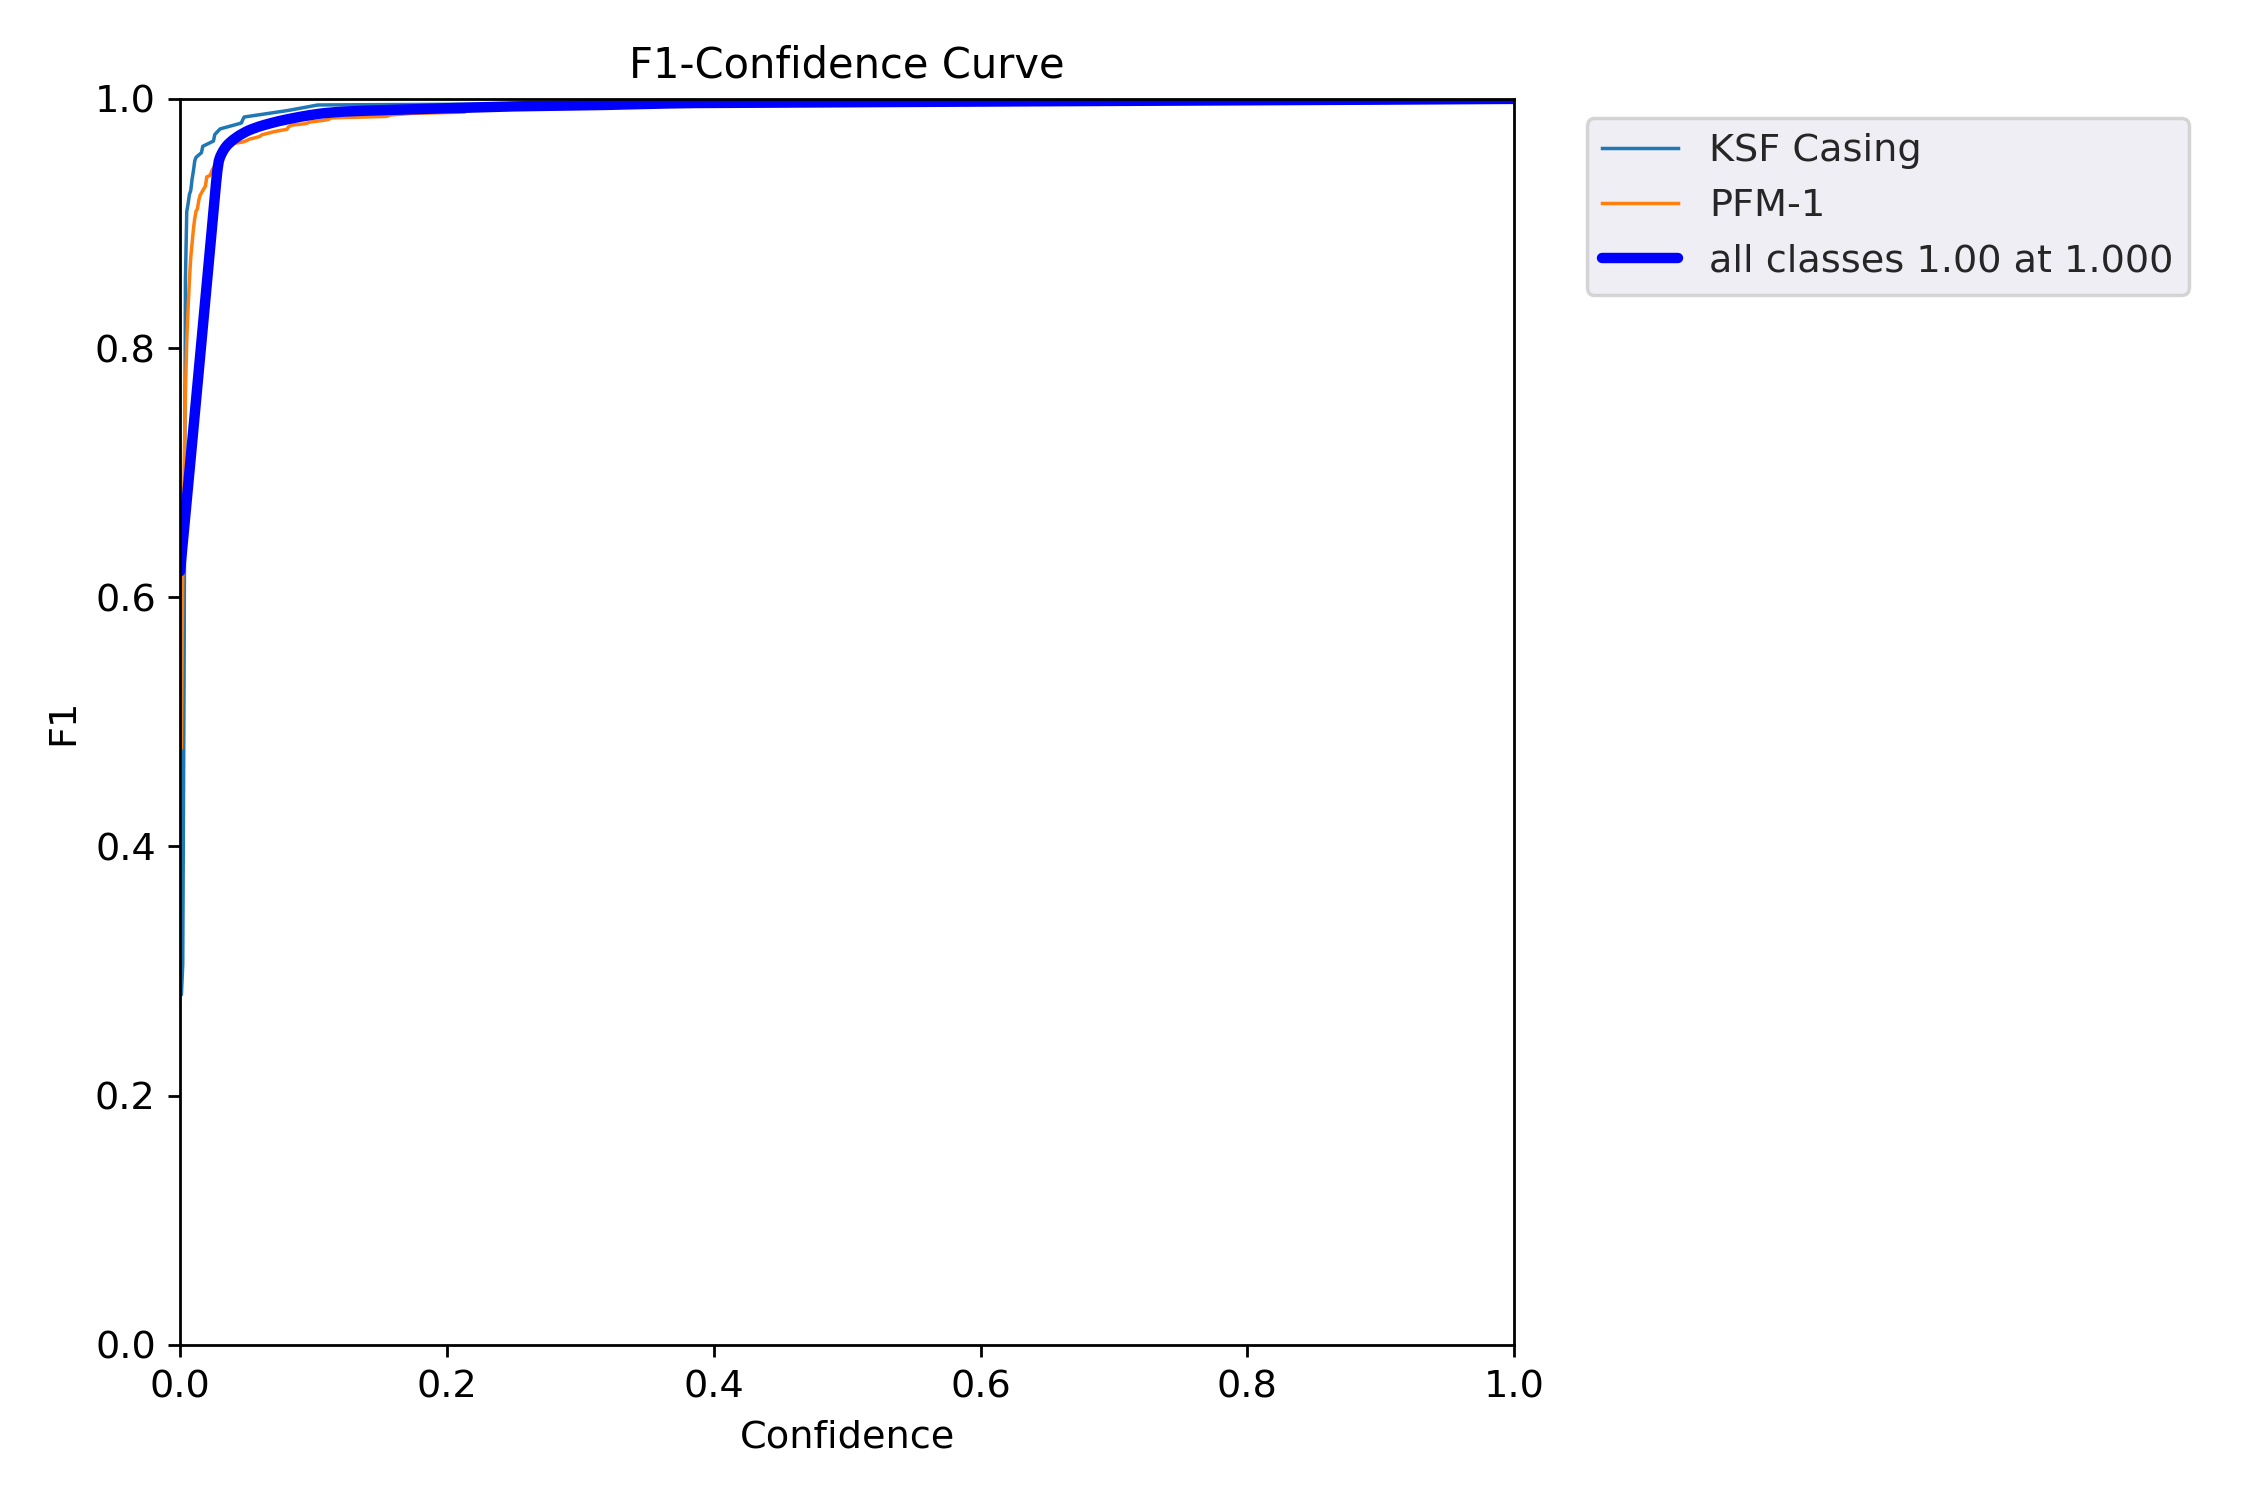 F1-Confidence Curve
KSF Casing
PFM-1
all classes 1.00 at 1.000
1.0
0.8
0.6
0.4
0.2
0.0
F1
0.0 0.2 0.4 0.6 0.8 1.0
Confidence